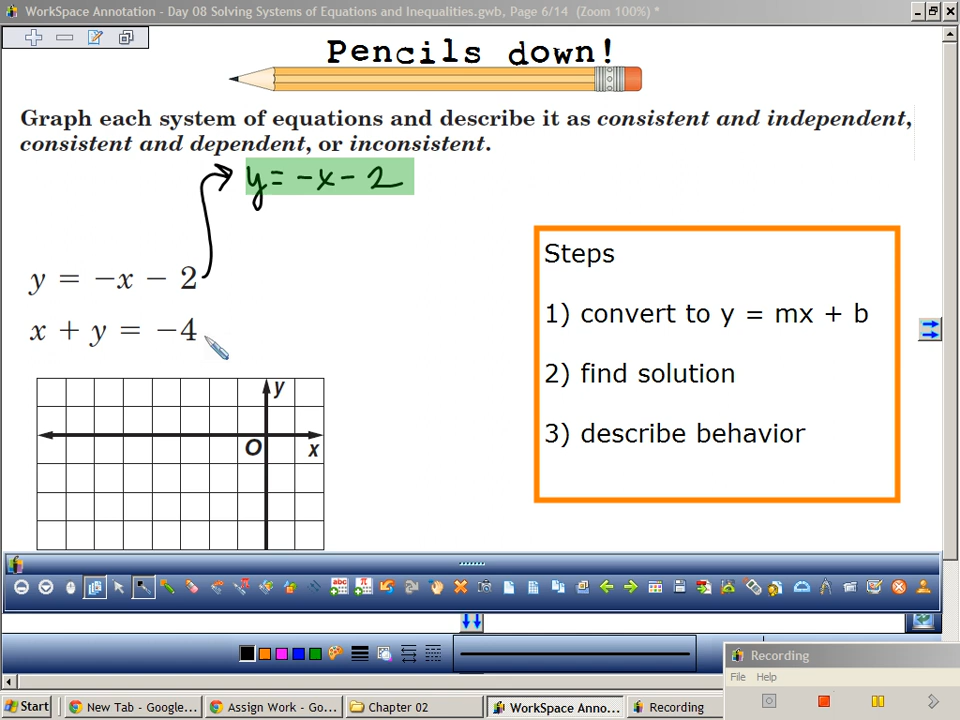 WorkSpace Annotation - Day 08 Solving Systems of Equations and Inequalities.gwb, Page 6/14 (Zoom 100%) *
Pencils down!
Graph each system of equations and describe it as consistent and independent,
consistent and dependent, or inconsistent.
y = -x - 2
y = −x − 2
x + y = −4
Steps
1) convert to y = mx + b
2) find solution
3) describe behavior
y
O
x
abc
π
Recording
File Help
Start
New Tab - Google...
Assign Work - Go...
Chapter 02
WorkSpace Anno...
Recording